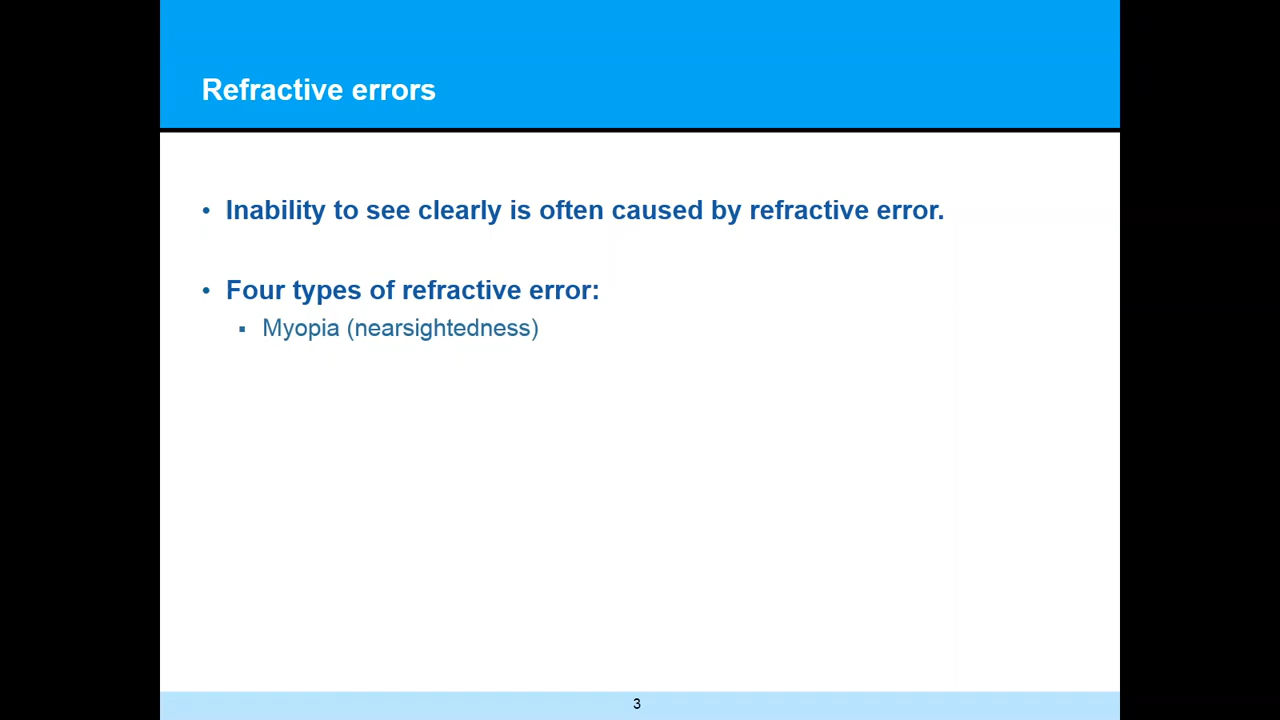 Refractive errors
• Inability to see clearly is often caused by refractive error.
• Four types of refractive error:
▪ Myopia (nearsightedness)
3